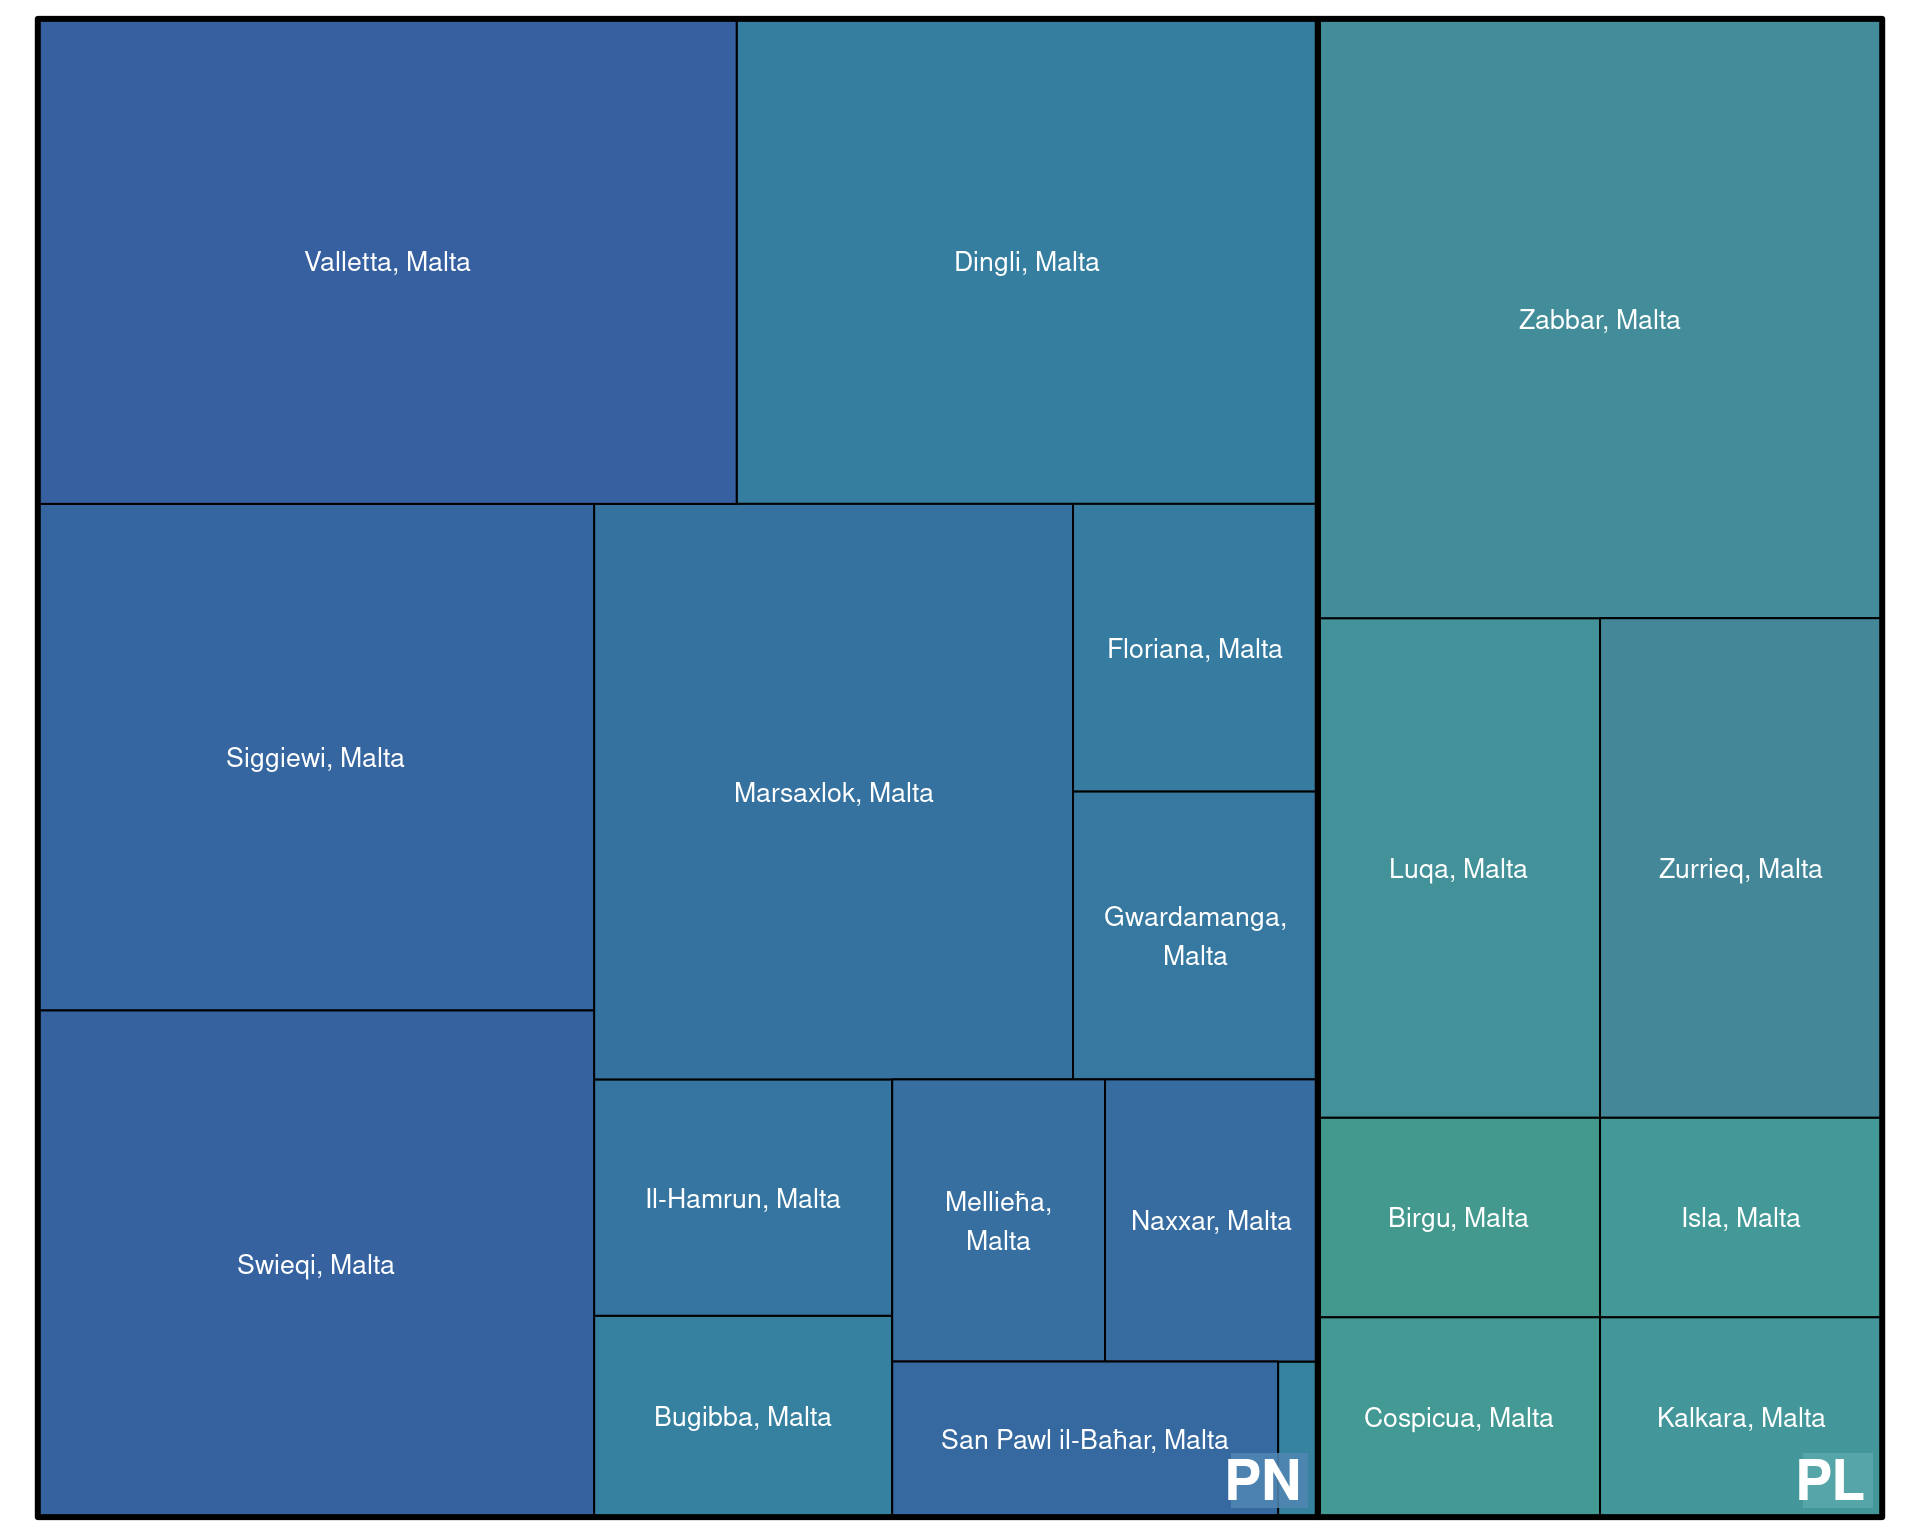 Valletta, Malta
Dingli, Malta
Zabbar, Malta
Siggiewi, Malta
Marsaxlok, Malta
Floriana, Malta
Gwardamanga,
Malta
Luqa, Malta
Zurrieq, Malta
Swieqi, Malta
Il-Hamrun, Malta
Mellieħa,
Malta
Naxxar, Malta
Birgu, Malta
Isla, Malta
Bugibba, Malta
San Pawl il-Baħar, Malta
Cospicua, Malta
Kalkara, Malta
PN
PL